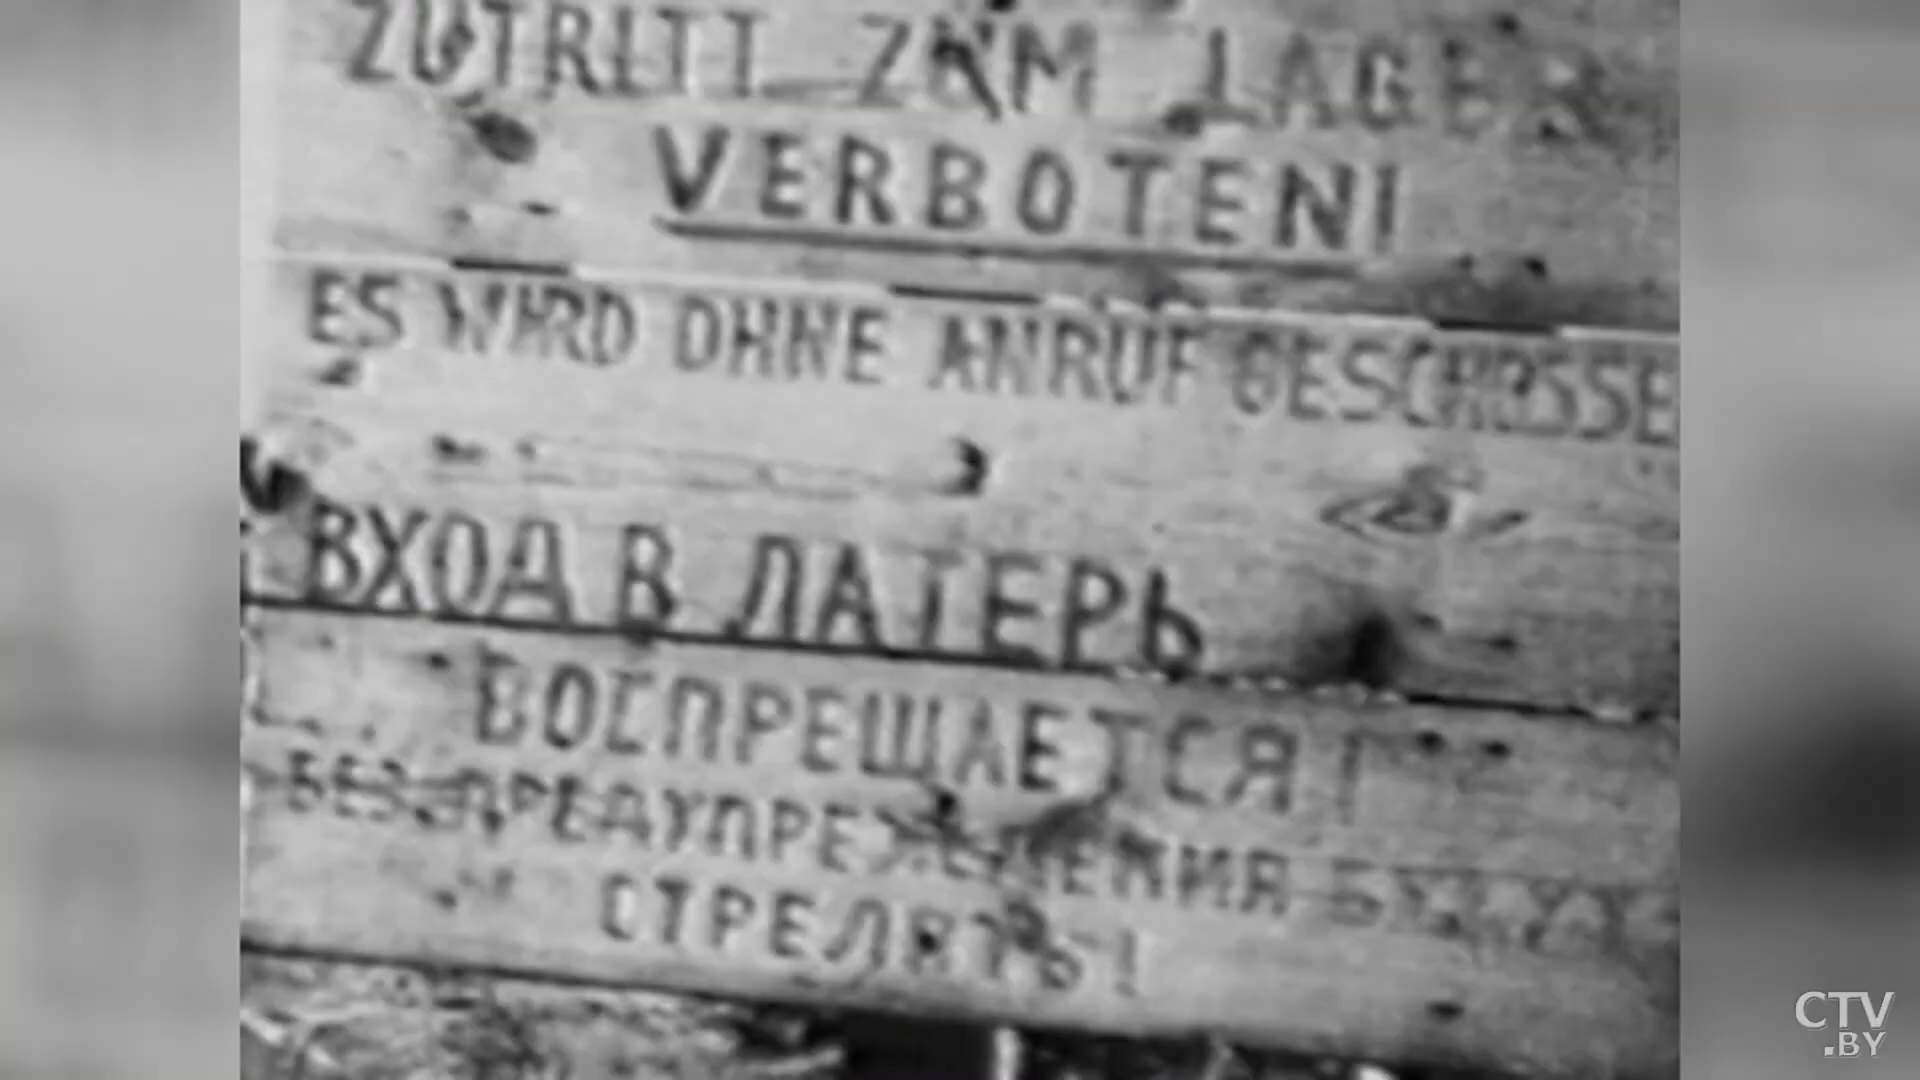 ZUTRITT ZUM LAGER
VERBOTEN!
ES WIRD OHNE ANRUF GESCHOSSE
ВХОД В ЛАГЕРЬ
ВОСПРЕЩАЕТСЯ!
БЕЗ ПРЕДУПРЕЖДЕНИЯ
СТРЕЛЯТЬ!
CTV
.BY